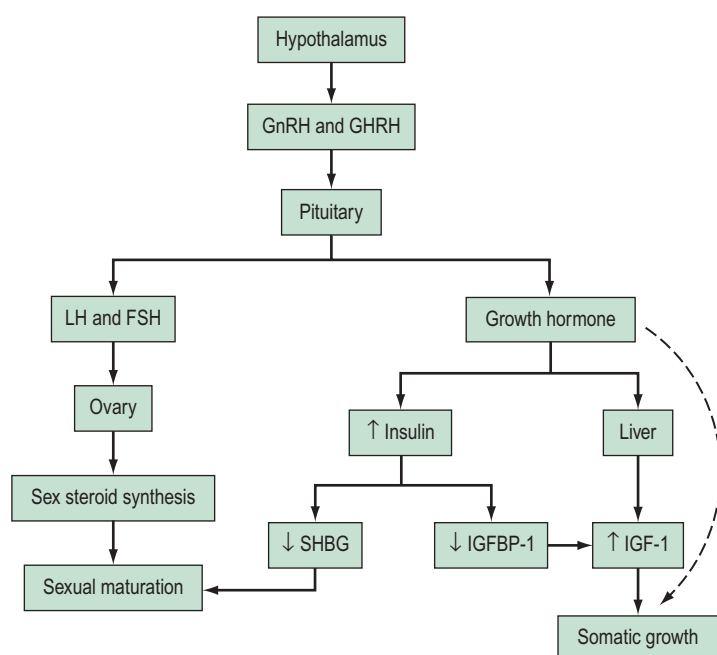 Hypothalamus
GnRH and GHRH
Pituitary
LH and FSH
Growth hormone
Ovary
↑ Insulin
Liver
Sex steroid synthesis
↓ SHBG
↓ IGFBP-1
↑ IGF-1
Sexual maturation
Somatic growth